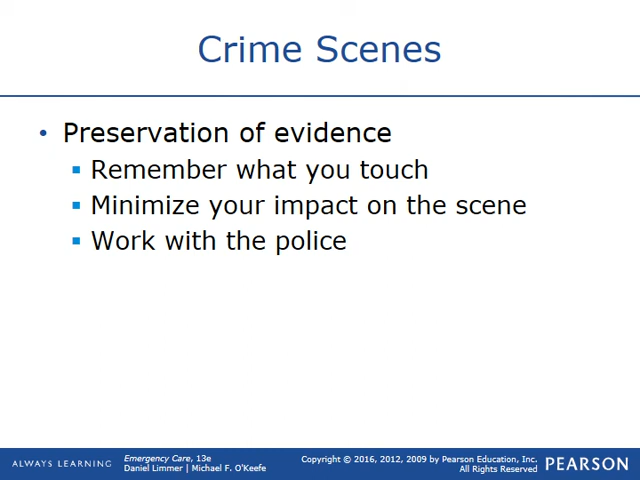 Crime Scenes
• Preservation of evidence
▪ Remember what you touch
▪ Minimize your impact on the scene
▪ Work with the police
ALWAYS LEARNING
Emergency Care, 13e
Daniel Limmer | Michael F. O'Keefe
Copyright © 2016, 2012, 2009 by Pearson Education, Inc.
All Rights Reserved
PEARSON